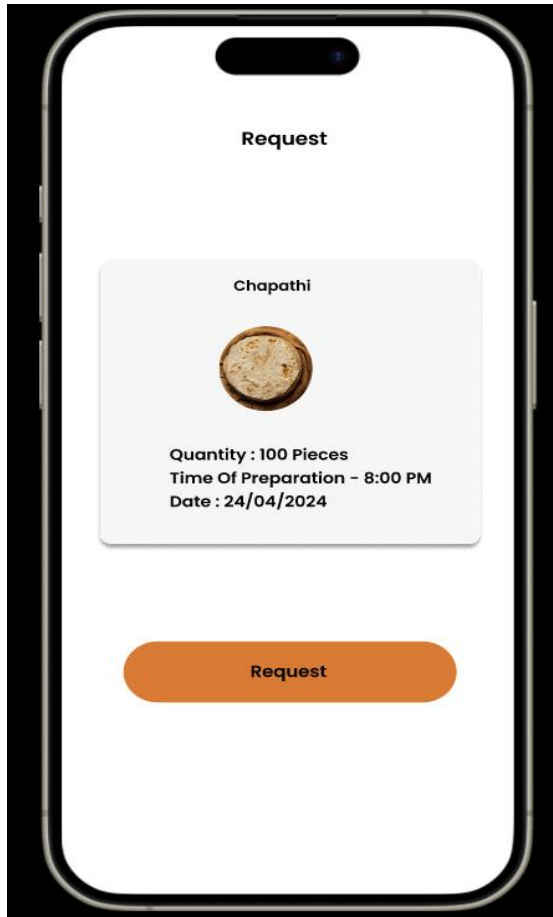 Request
Chapathi
Quantity : 100 Pieces
Time Of Preparation - 8:00 PM
Date : 24/04/2024
Request